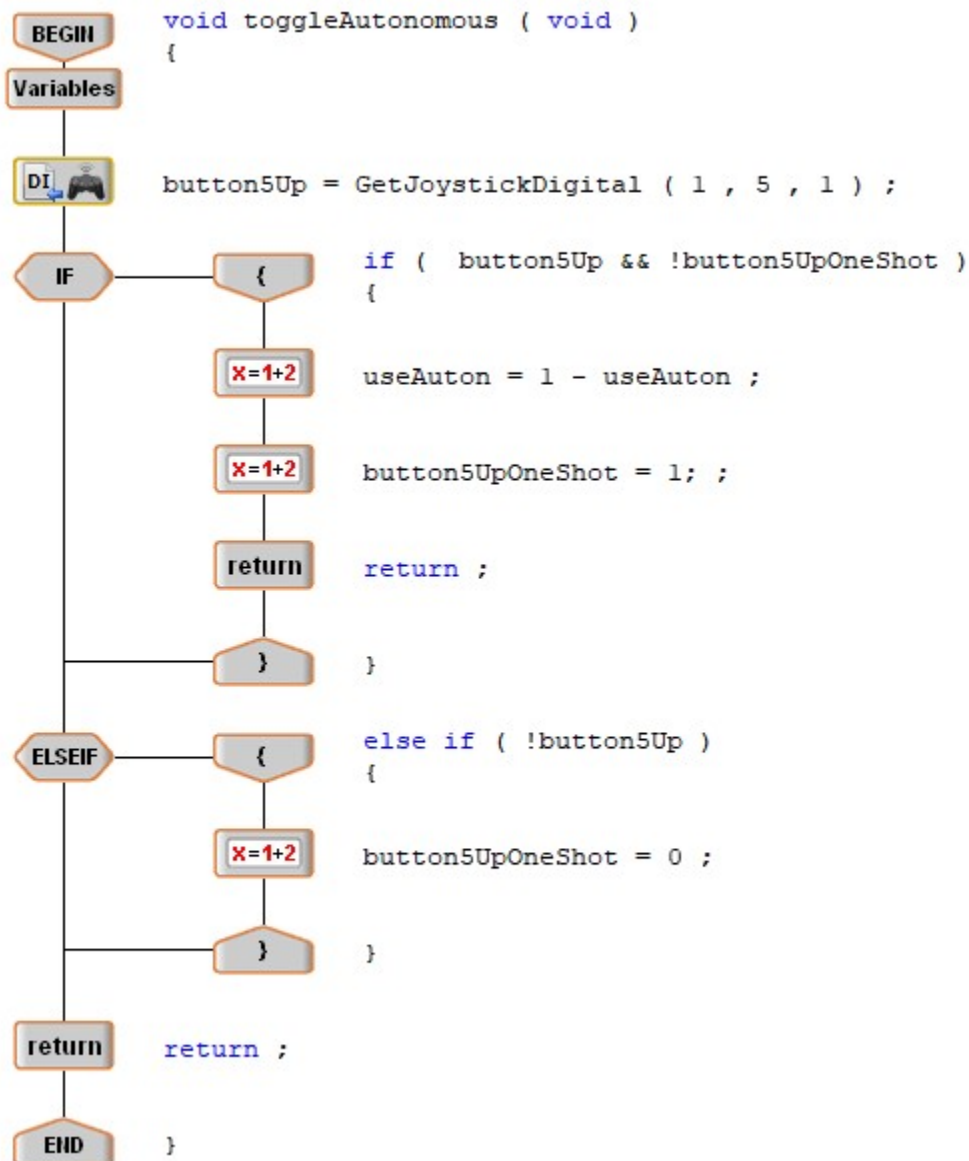 BEGIN void toggleAutonomous ( void )
{
Variables
DI button5Up = GetJoystickDigital ( 1 , 5 , 1 ) ;
IF { if ( button5Up && !button5UpOneShot )
{
x=1+2 useAuton = 1 - useAuton ;
x=1+2 button5UpOneShot = 1; ;
return return ;
} }
ELSEIF { else if ( !button5Up )
{
x=1+2 button5UpOneShot = 0 ;
} }
return return ;
END }